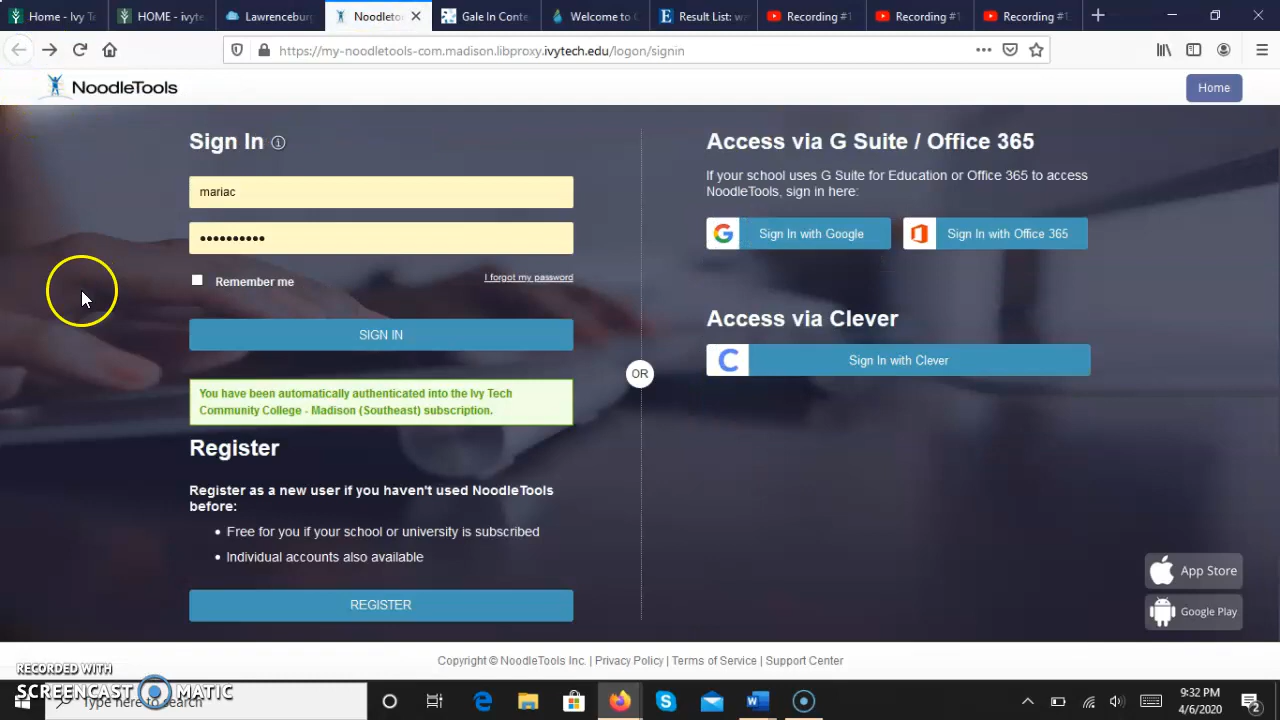 Home - Ivy Te
HOME - ivyte
Lawrenceburg
Noodletoo
Gale In Conte
Welcome to C
Result List: w
Recording #1
Recording #1
Recording #1
https://my-noodletools-com.madison.libproxy.ivytech.edu/logon/signin
NoodleTools
Home
Sign In
mariac
Remember me
I forgot my password
SIGN IN
You have been automatically authenticated into the Ivy Tech
Community College - Madison (Southeast) subscription.
Register
Register as a new user if you haven't used NoodleTools
before:
• Free for you if your school or university is subscribed
• Individual accounts also available
REGISTER
OR
Access via G Suite / Office 365
If your school uses G Suite for Education or Office 365 to access
NoodleTools, sign in here:
Sign In with Google
Sign In with Office 365
Access via Clever
Sign In with Clever
App Store
Google Play
Copyright © NoodleTools Inc. | Privacy Policy | Terms of Service | Support Center
RECORDED WITH
SCREENCAST MATIC
Type here to search
9:32 PM
4/6/2020
2